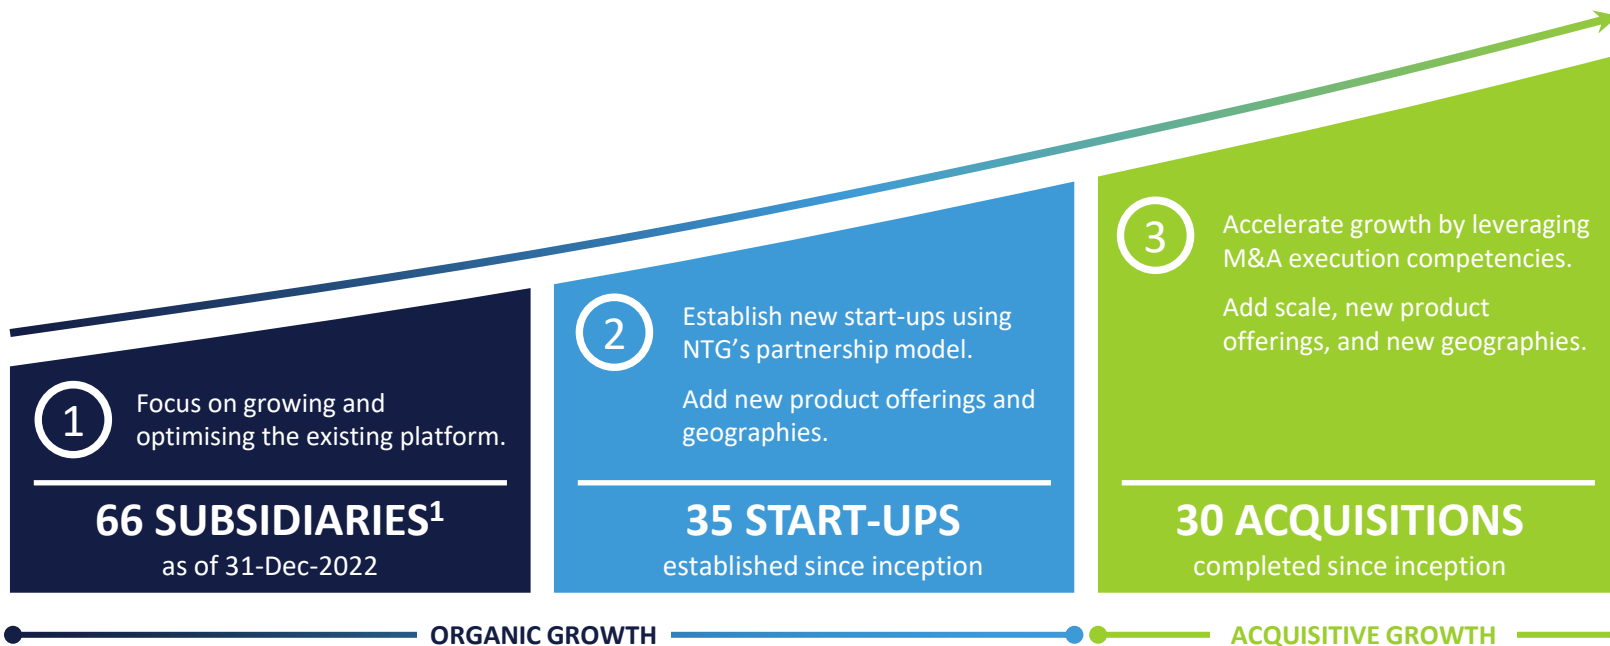 1
Focus on growing and
optimising the existing platform.
66 SUBSIDIARIES¹
as of 31-Dec-2022
2
Establish new start-ups using
NTG’s partnership model.
Add new product offerings and
geographies.
35 START-UPS
established since inception
3
Accelerate growth by leveraging
M&A execution competencies.
Add scale, new product
offerings, and new geographies.
30 ACQUISITIONS
completed since inception
ORGANIC GROWTH
ACQUISITIVE GROWTH